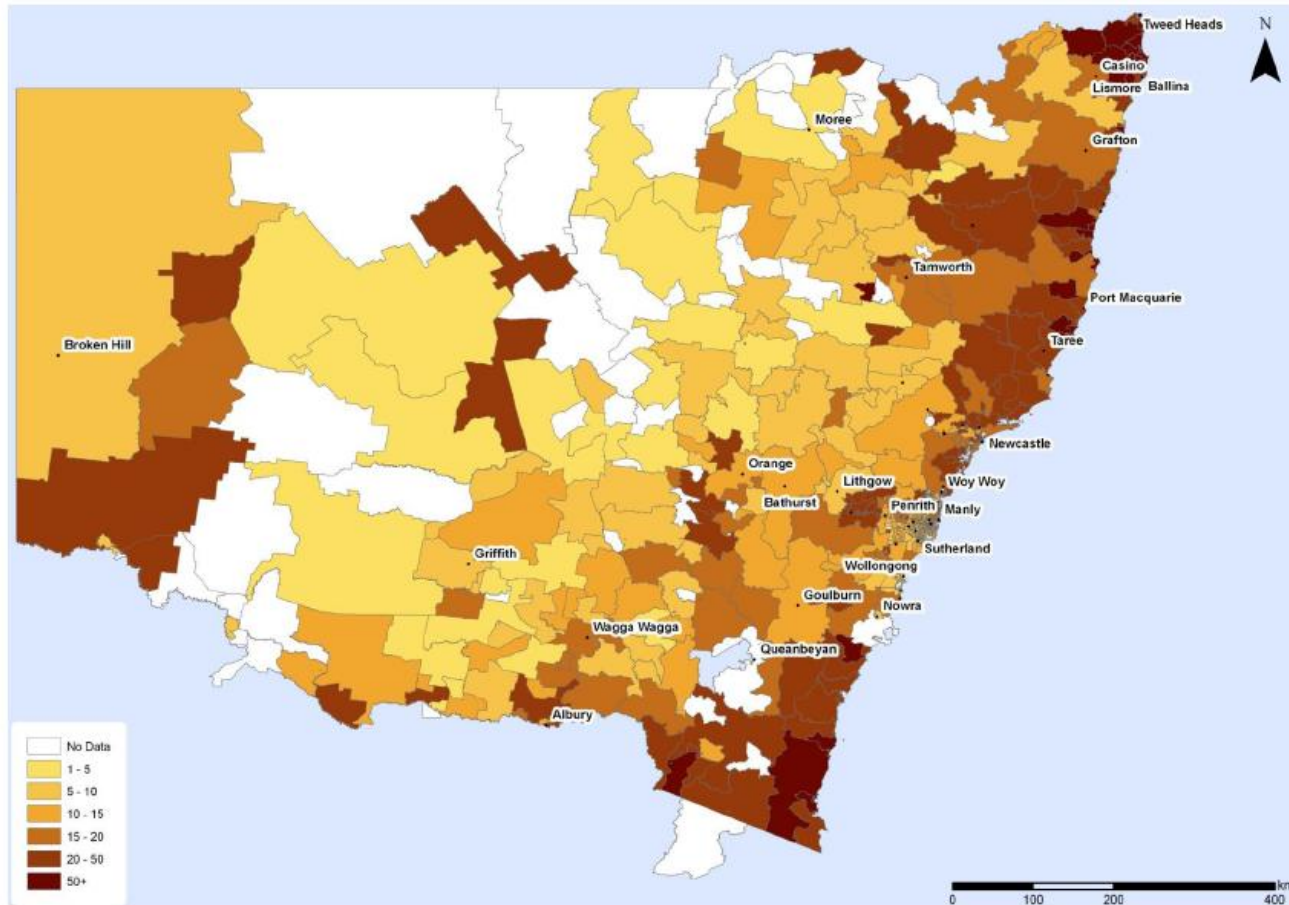 Tweed Heads
N
Casino
Lismore
Ballina
Moree
Grafton
Tamworth
Port Macquarie
Broken Hill
Taree
Newcastle
Orange
Lithgow
Woy Woy
Bathurst
Penrith
Manly
Sutherland
Griffith
Wollongong
Goulburn
Nowra
Wagga Wagga
Queanbeyan
Albury
No Data
1 - 5
5 - 10
10 - 15
15 - 20
20 - 50
50+
km
0 100 200 400